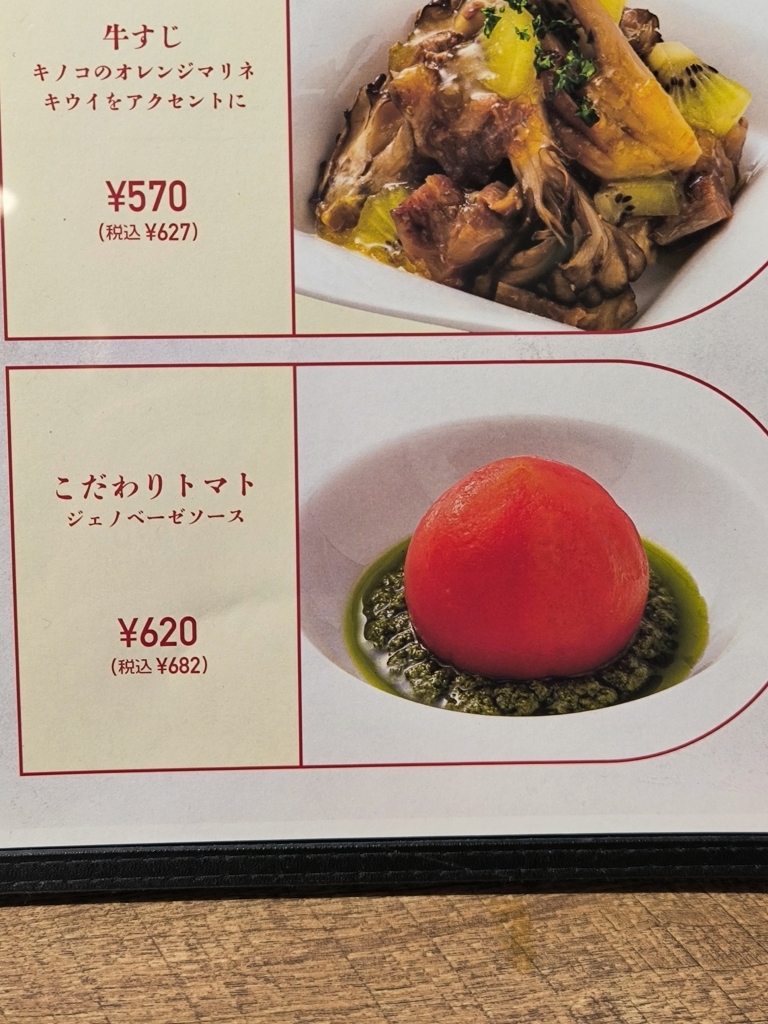 牛すじ
キノコのオレンジマリネ
キウイをアクセントに
¥570
(税込 ¥627)
こだわりトマト
ジェノベーゼソース
¥620
(税込 ¥682)